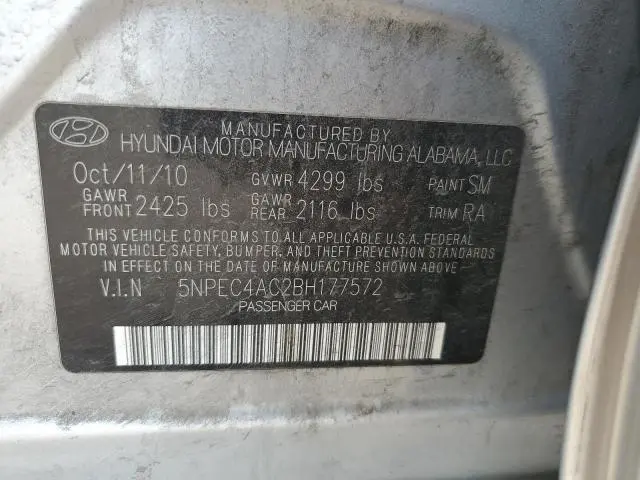 MANUFACTURED BY
HYUNDAI MOTOR MANUFACTURING ALABAMA, LLC
Oct/11/10 GVWR 4299 lbs PAINT SM
GAWR FRONT 2425 lbs GAWR REAR 2116 lbs TRIM RA
THIS VEHICLE CONFORMS TO ALL APPLICABLE U.S.A. FEDERAL
MOTOR VEHICLE SAFETY, BUMPER, AND THEFT PREVENTION STANDARDS
IN EFFECT ON THE DATE OF MANUFACTURE SHOWN ABOVE.
V.I.N 5NPEC4AC2BH177572
PASSENGER CAR